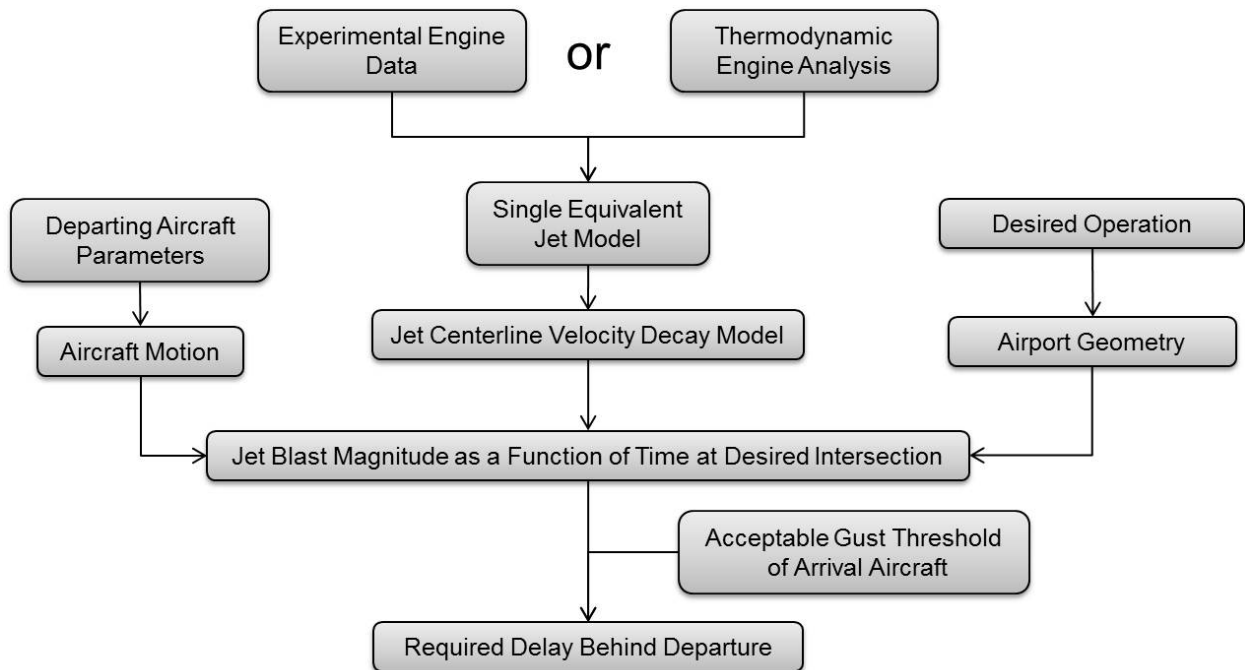 Experimental Engine
Data
or
Thermodynamic
Engine Analysis
Single Equivalent
Jet Model
Departing Aircraft
Parameters
Desired Operation
Jet Centerline Velocity Decay Model
Aircraft Motion
Airport Geometry
Jet Blast Magnitude as a Function of Time at Desired Intersection
Acceptable Gust Threshold
of Arrival Aircraft
Required Delay Behind Departure